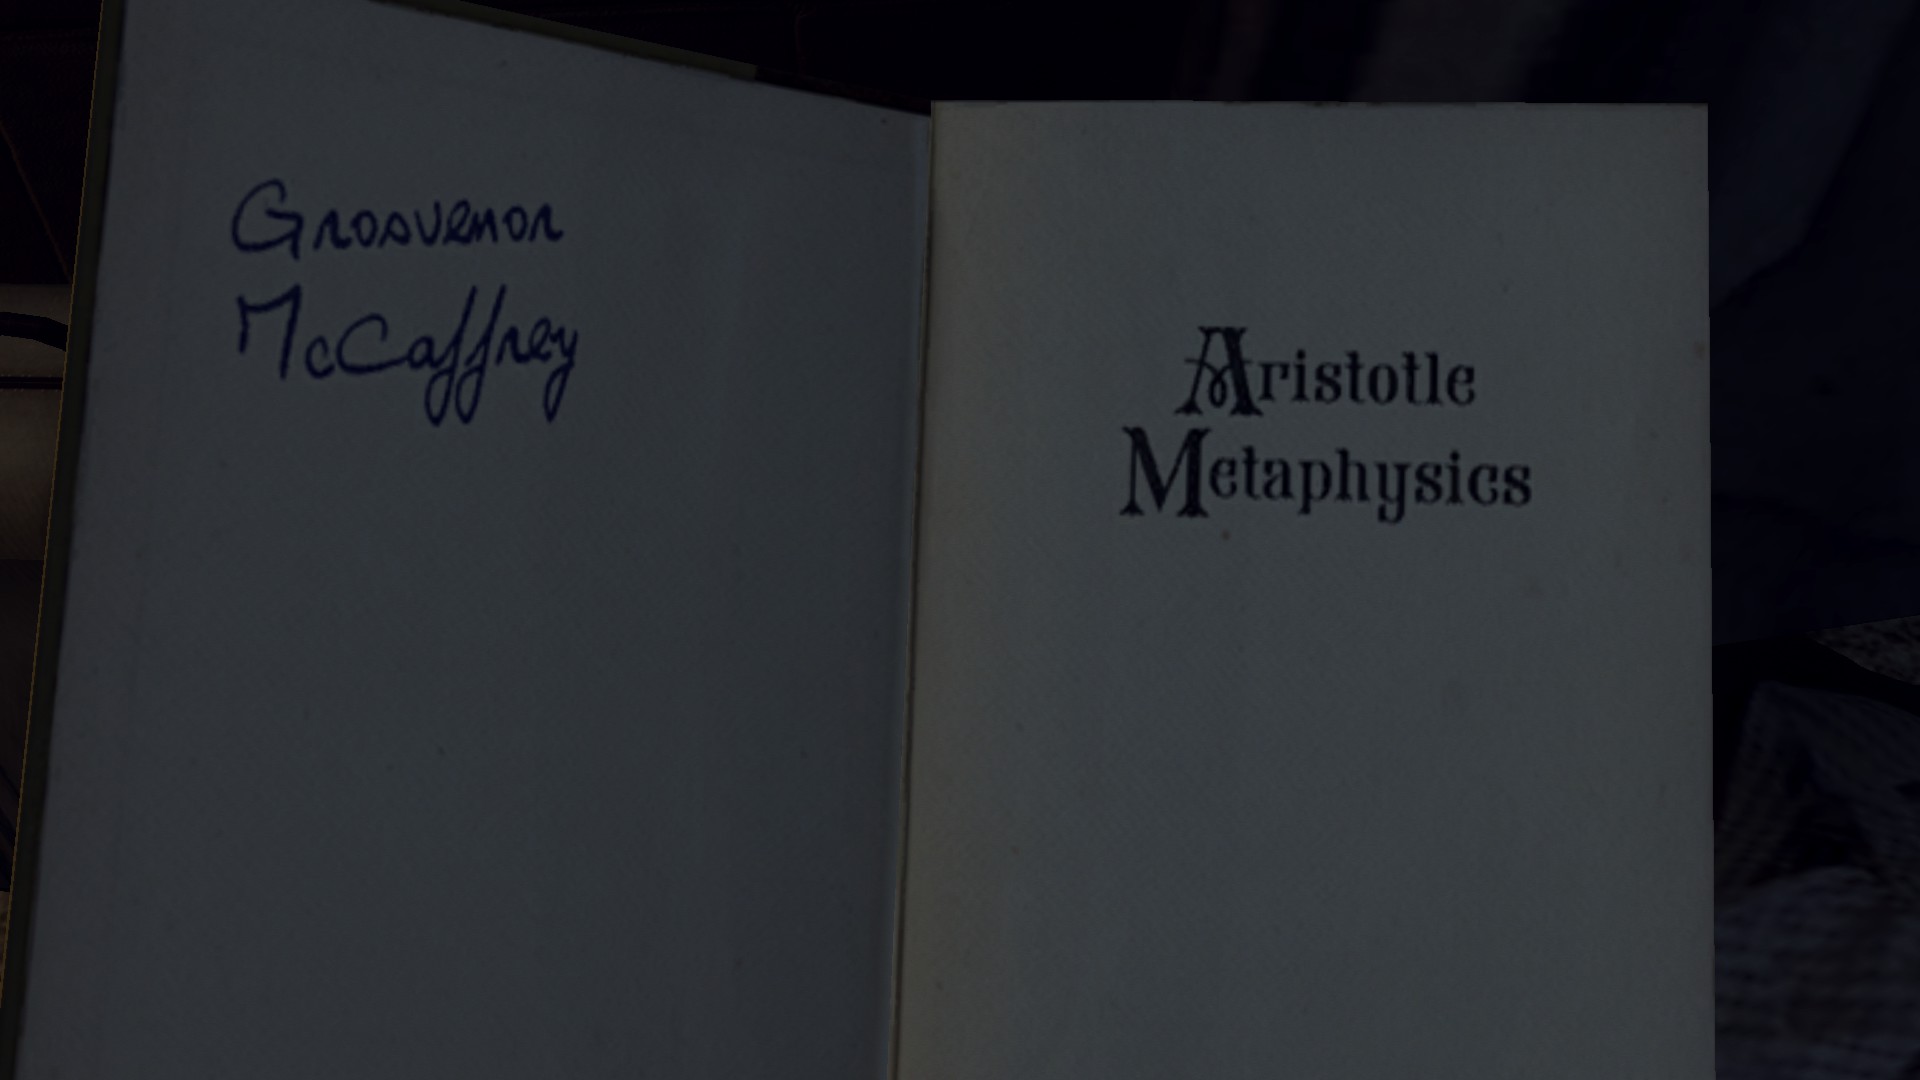 Grosvenor
McCaffrey
Aristotle
Metaphysics